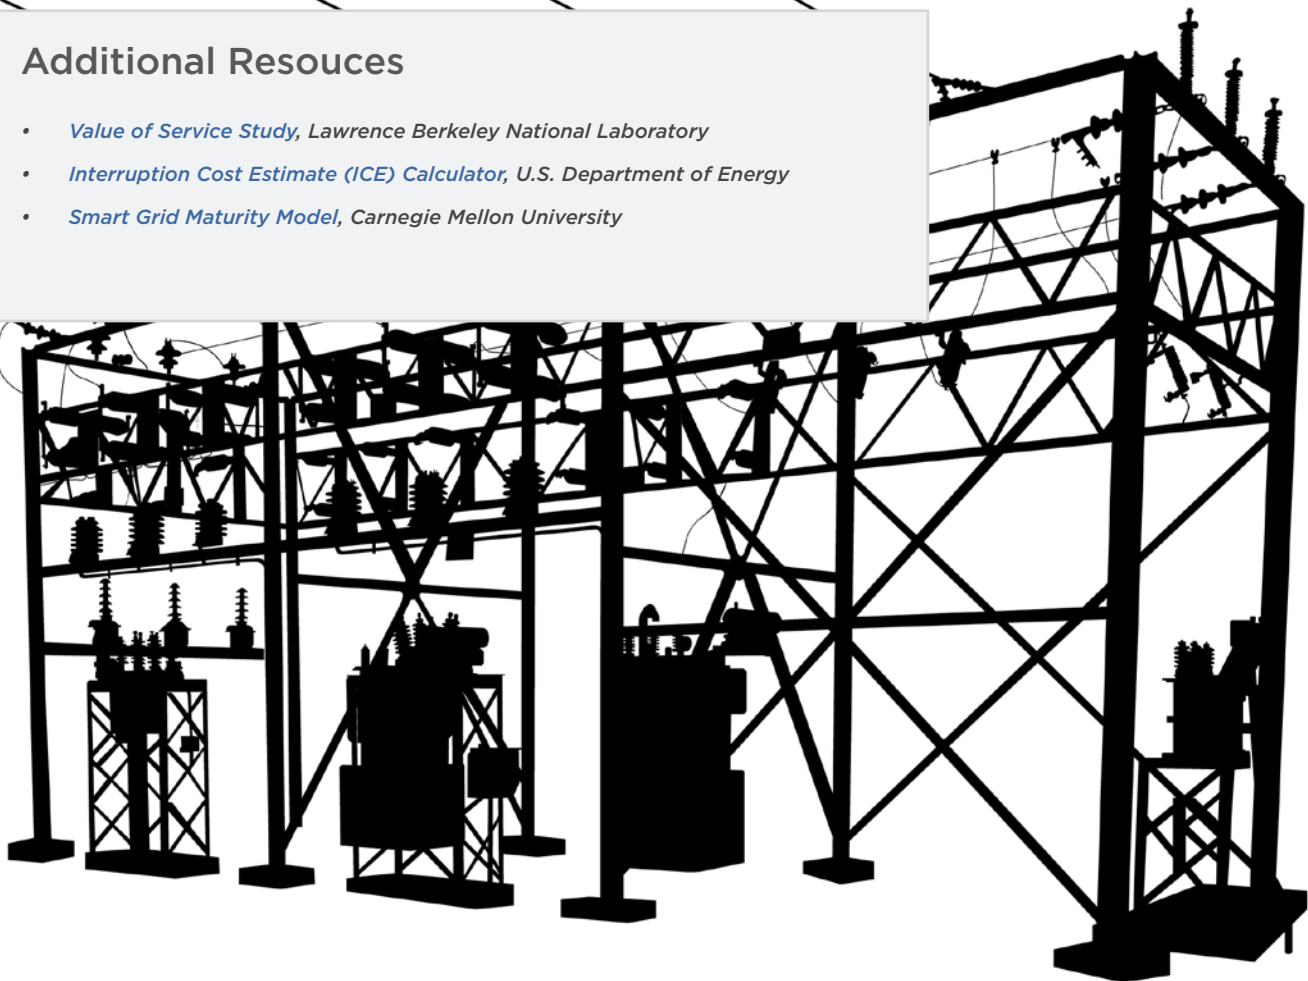 Additional Resouces
• Value of Service Study, Lawrence Berkeley National Laboratory
• Interruption Cost Estimate (ICE) Calculator, U.S. Department of Energy
• Smart Grid Maturity Model, Carnegie Mellon University